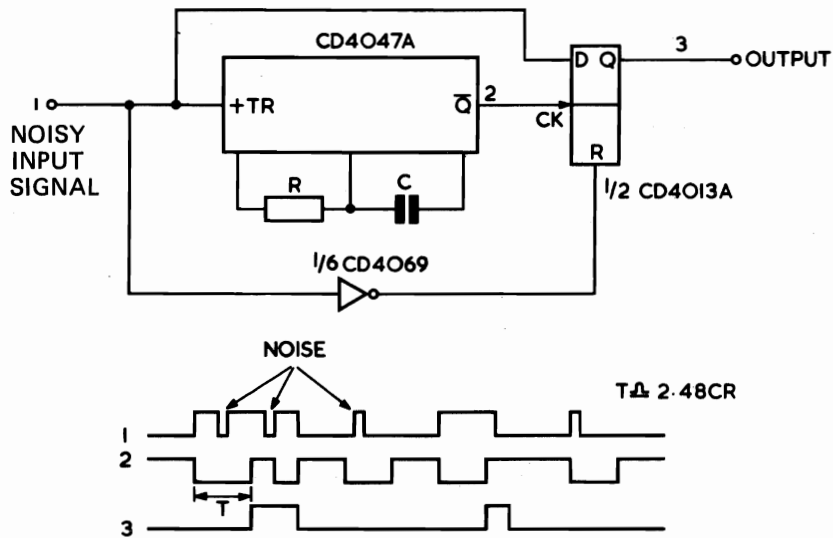 CD4047A
D Q
3
OUTPUT
1
+TR
Q̅
2
CK
NOISY
INPUT
SIGNAL
R
R
C
1/2 CD4013A
1/6 CD4069
NOISE
T≏ 2·48CR
1
2
T
3